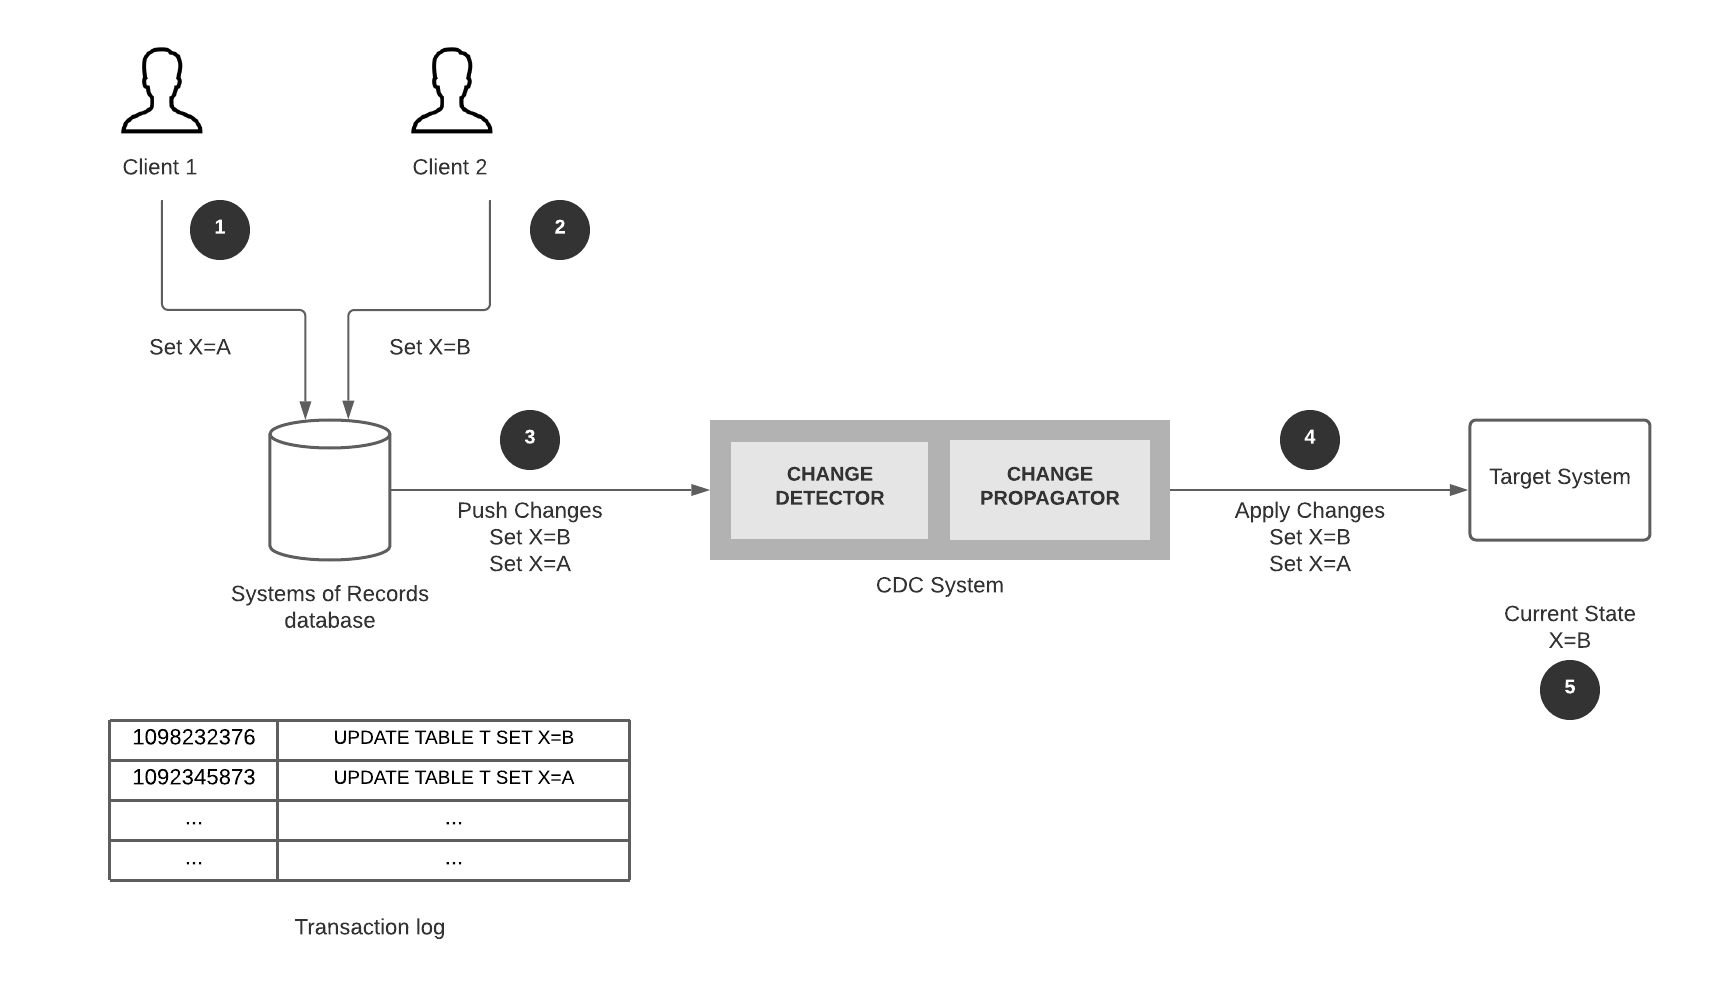 Client 1
Client 2
1
2
Set X=A
Set X=B
3
4
CHANGE
DETECTOR
CHANGE
PROPAGATOR
Target System
Push Changes
Set X=B
Set X=A
Apply Changes
Set X=B
Set X=A
CDC System
Systems of Records
database
Current State
X=B
5
1098232376 UPDATE TABLE T SET X=B
1092345873 UPDATE TABLE T SET X=A
... ...
... ...
Transaction log